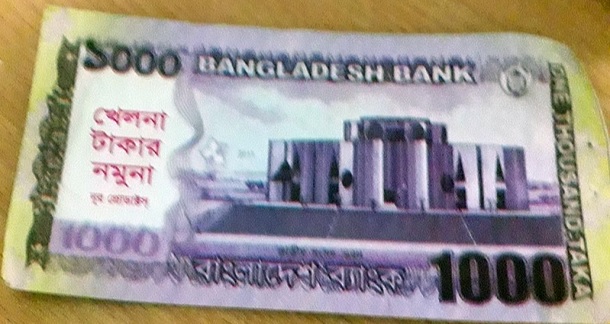 ১০০০ BANGLADESH BANK
ONE THOUSAND TAKA
খেলনা
টাকার
নমুনা
1000
বাংলাদেশ ব্যাংক
1000